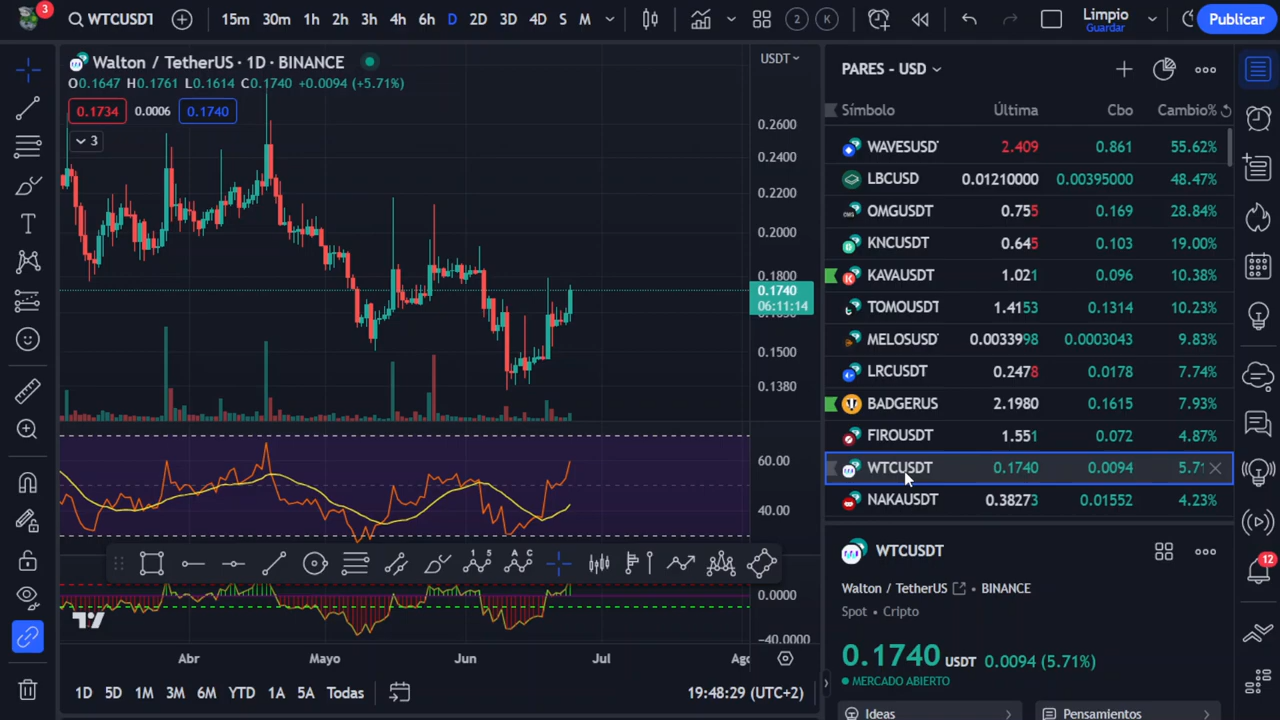 3
WTCUSDT
15m 30m 1h 2h 3h 4h 6h D 2D 3D 4D S M
2
K
Limpio
Guardar
Publicar
Walton / TetherUS · 1D · BINANCE
O0.1647 H0.1761 L0.1614 C0.1740 +0.0094 (+5.71%)
0.1734 0.0006 0.1740
3
USDT
0.2600
0.2400
0.2200
0.2000
0.1800
0.1740
06:11:14
0.1500
0.1380
60.00
40.00
0.0000
-40.0000
Abr Mayo Jun Jul Ago
1D 5D 1M 3M 6M YTD 1A 5A Todas
19:48:29 (UTC+2)
PARES - USD
Símbolo Última Cbo Cambio%
WAVESUSD 2.409 0.861 55.62%
LBCUSD 0.01210000 0.00395000 48.47%
OMGUSDT 0.755 0.169 28.84%
KNCUSDT 0.645 0.103 19.00%
KAVAUSDT 1.021 0.096 10.38%
TOMOUSDT 1.4153 0.1314 10.23%
MELOSUSD 0.0033998 0.0003043 9.83%
LRCUSDT 0.2478 0.0178 7.74%
BADGERUS 2.1980 0.1615 7.93%
FIROUSDT 1.551 0.072 4.87%
WTCUSDT 0.1740 0.0094 5.71
NAKAUSDT 0.38273 0.01552 4.23%
WTCUSDT
Walton / TetherUS • BINANCE
Spot • Cripto
0.1740 USDT 0.0094 (5.71%)
MERCADO ABIERTO
Ideas
Pensamientos
12